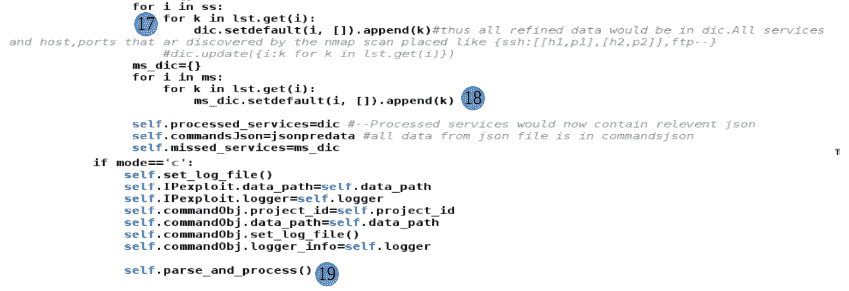 for i in ss:
17 for k in lst.get(i):
dic.setdefault(i, []).append(k)#thus all refined data would be in dic.All services
and host,ports that ar discovered by the nmap scan placed like {ssh:[[h1,p1],[h2,p2]],ftp--}
#dic.update({i:k for k in lst.get(i)})
ms_dic={}
for i in ms:
for k in lst.get(i):
ms_dic.setdefault(i, []).append(k) 18
self.processed_services=dic #--Processed services would now contain relevent json
self.commandsJson=jsonpredata #all data from json file is in commandsjson
self.missed_services=ms_dic
if mode=='c':
self.set_log_file()
self.IPexploit.data_path=self.data_path
self.IPexploit.logger=self.logger
self.commandObj.project_id=self.project_id
self.commandObj.data_path=self.data_path
self.commandObj.set_log_file()
self.commandObj.logger_info=self.logger
self.parse_and_process() 19